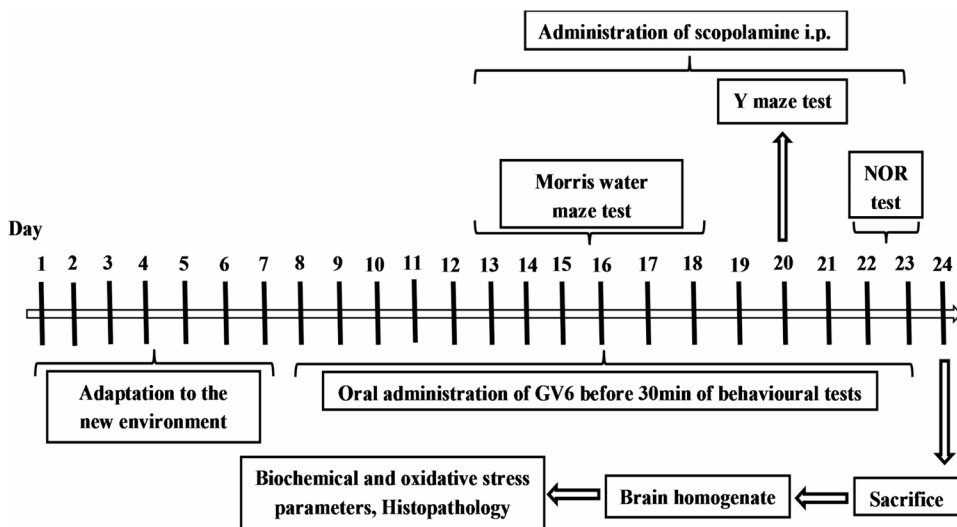 Administration of scopolamine i.p.
Y maze test
Morris water
maze test
NOR
test
Day
1 2 3 4 5 6 7 8 9 10 11 12 13 14 15 16 17 18 19 20 21 22 23 24
Adaptation to the
new environment
Oral administration of GV6 before 30min of behavioural tests
Biochemical and oxidative stress
parameters, Histopathology
Brain homogenate
Sacrifice